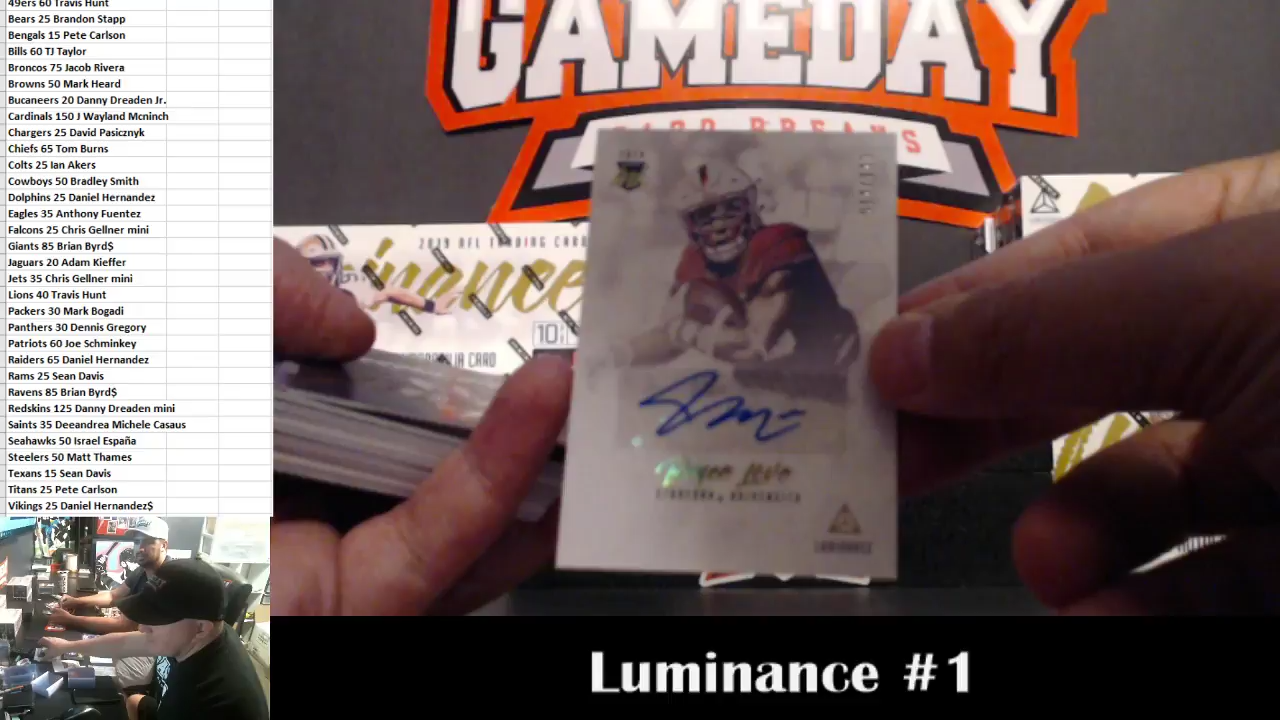 49ers 60 Travis Hunt
Bears 25 Brandon Stapp
Bengals 15 Pete Carlson
Bills 60 TJ Taylor
Broncos 75 Jacob Rivera
Browns 50 Mark Heard
Bucaneers 20 Danny Dreaden Jr.
Cardinals 150 J Wayland Mcninch
Chargers 25 David Pasicznyk
Chiefs 65 Tom Burns
Colts 25 Ian Akers
Cowboys 50 Bradley Smith
Dolphins 25 Daniel Hernandez
Eagles 35 Anthony Fuentez
Falcons 25 Chris Gellner mini
Giants 85 Brian Byrd$
Jaguars 20 Adam Kieffer
Jets 35 Chris Gellner mini
Lions 40 Travis Hunt
Packers 30 Mark Bogadi
Panthers 30 Dennis Gregory
Patriots 60 Joe Schminkey
Raiders 65 Daniel Hernandez
Rams 25 Sean Davis
Ravens 85 Brian Byrd$
Redskins 125 Danny Dreaden mini
Saints 35 Deeandrea Michele Casaus
Seahawks 50 Israel España
Steelers 50 Matt Thames
Texans 15 Sean Davis
Titans 25 Pete Carlson
Vikings 25 Daniel Hernandez$
GAMEDAY
2019 NFL TRADING CARD
10
CARD
LUMINANCE
Luminance #1